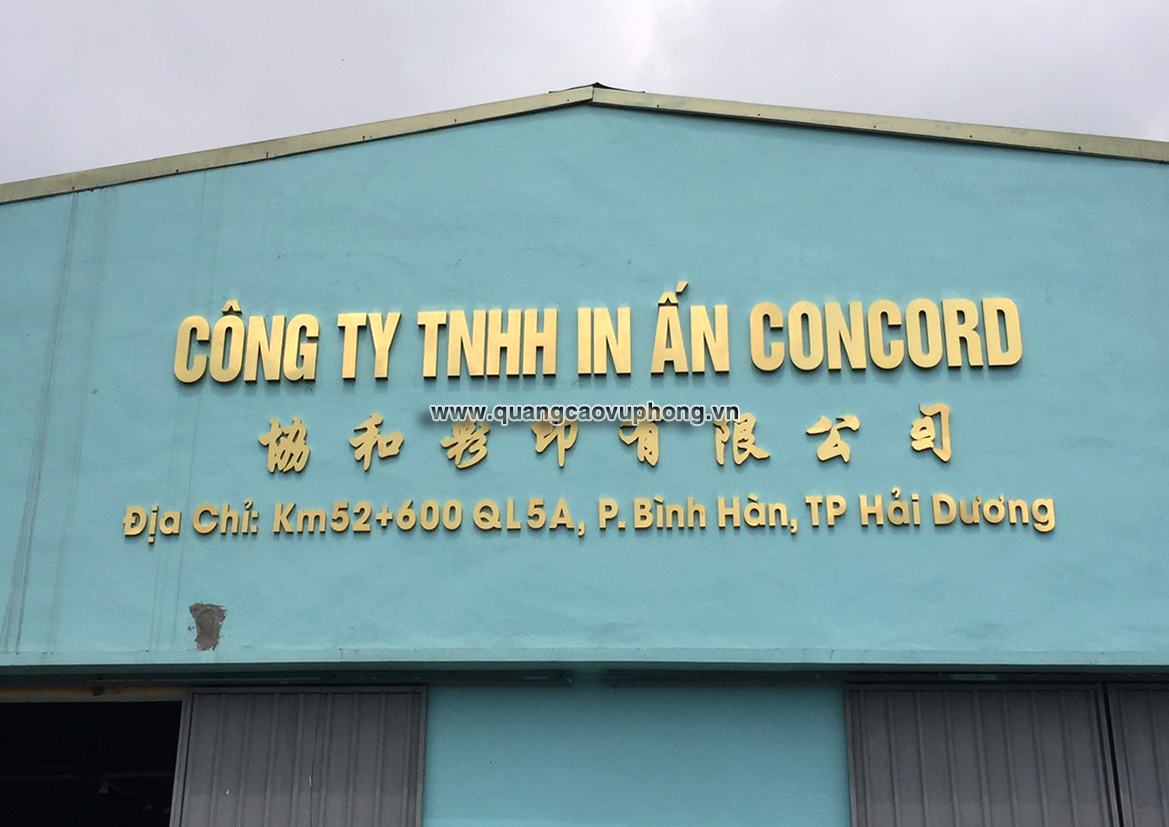 CÔNG TY TNHH IN ẤN CONCORD
www.quangcaovuphong.vn
協和彩印有限公司
Địa Chỉ: Km52+600 QL5A, P. Bình Hàn, TP Hải Dương